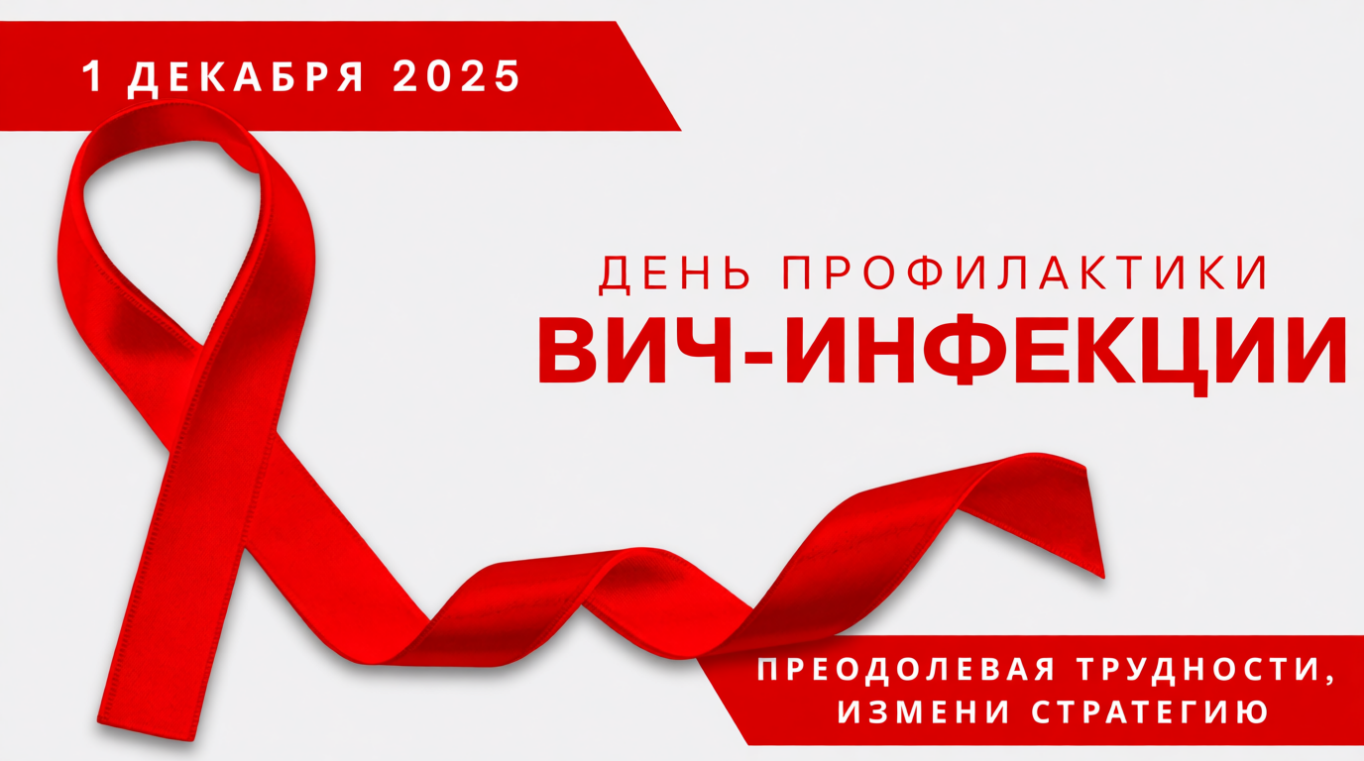 1 ДЕКАБРЯ 2025
ДЕНЬ ПРОФИЛАКТИКИ
ВИЧ-ИНФЕКЦИИ
ПРЕОДОЛЕВАЯ ТРУДНОСТИ,
ИЗМЕНИ СТРАТЕГИЮ